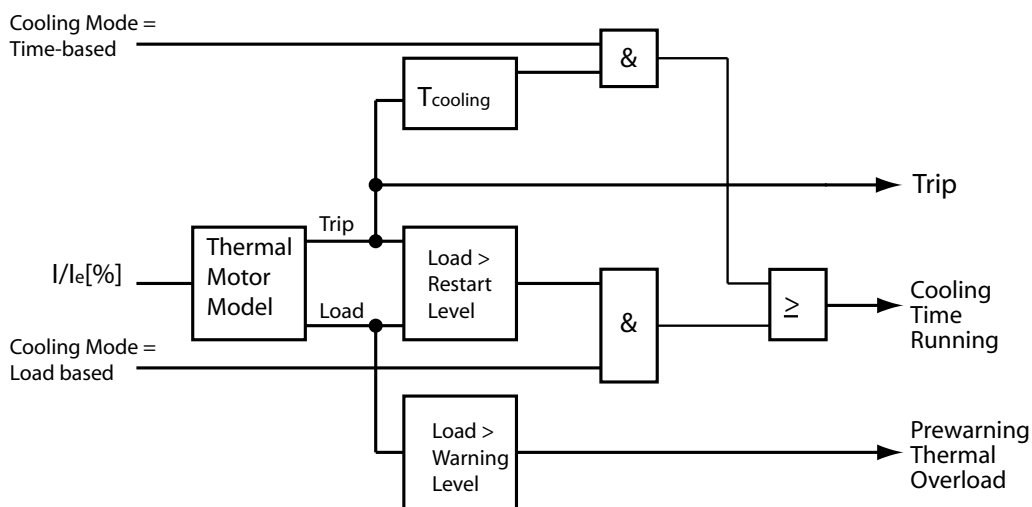 Cooling Mode =
Time-based
&
Tcooling
Trip
Trip
Thermal
Motor
Model
I/Ie[%]
Load >
Restart
Level
Load
&
≥
Cooling
Time
Running
Cooling Mode =
Load based
Load >
Warning
Level
Prewarning
Thermal
Overload